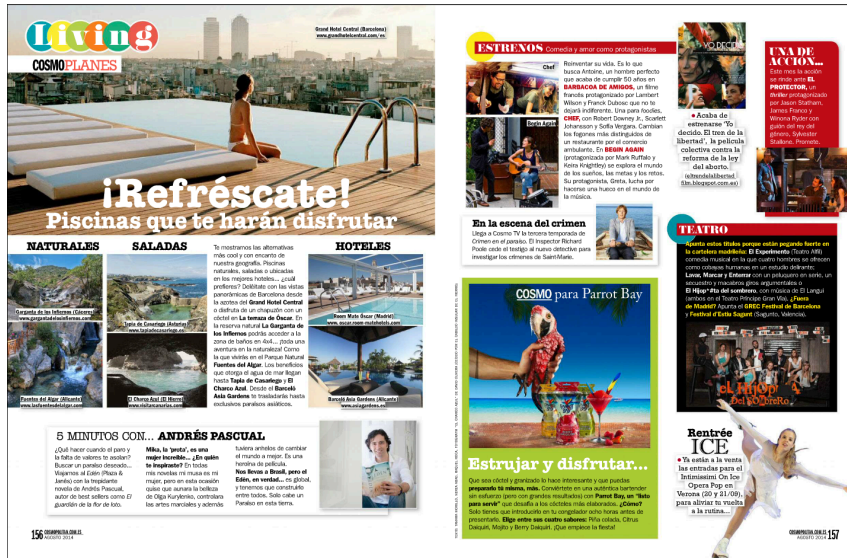 Living
COSMOPLANES
Grand Hotel Central (Barcelona)
www.grandhotelcentral.com/es
¡Refréscate!
Piscinas que te harán disfrutar
NATURALES
SALADAS
HOTELES
Garganta de los Infiernos (Cáceres)
www.gargantadelosinfiernos.com
Tapia de Casariego (Asturias)
www.tapiadecasariego.es
Fuentes del Algar (Alicante)
www.lasfuentesdelalgar.com
El Charco Azul (El Hierro)
www.visitarcanarias.com
Te mostramos las alternativas
más cool y con encanto de
nuestra geografía. Piscinas
naturales, saladas o ubicadas
en los mejores hoteles... ¿cuál
prefieres? Deléitate con las vistas
panorámicas de Barcelona desde
la azotea del Grand Hotel Central
o disfruta de un chapuzón con un
cóctel en La terraza de Óscar. En
la reserva natural La Garganta de
los Infiernos podrás acceder a la
zona de baños en 4x4... ¡toda una
aventura en la naturaleza! Como
la que vivirás en el Parque Natural
Fuentes del Algar. Los beneficios
que otorga el agua de mar llegan
hasta Tapia de Casariego y El
Charco Azul. Desde el Barceló
Asia Gardens te trasladarás hasta
exclusivos paraísos asiáticos.
Room Mate Óscar (Madrid)
www.oscar.room-matehotels.com
Barceló Asia Gardens (Alicante)
www.asiagardens.es
5 MINUTOS CON... ANDRÉS PASCUAL
¿Qué hacer cuando el paro y
la falta de valores te asolan?
Buscar un paraíso deseado...
Viajamos al Edén (Plaza &
Janés) con la trepidante
novela de Andrés Pascual,
autor de best sellers como El
guardián de la flor de loto.
Mika, la 'prota', es una
mujer increíble... ¿En quién
te inspiraste? En todas
mis novelas mi musa es mi
mujer, pero en esta ocasión
quise que aunara la belleza
de Olga Kurylenko, controlara
las artes marciales y además
tuviera anhelos de cambiar
el mundo a mejor. Es una
heroína de película.
Nos llevas a Brasil, pero el
Edén, en verdad... es global,
y tenemos que construirlo
entre todos. Solo cabe un
Paraíso en esta tierra.
156 COSMOPOLITAN.COM.ES
AGOSTO 2014
ESTRENOS Comedia y amor como protagonistas
Chef
Begin Again
Reinventar su vida. Es lo que
busca Antoine, un hombre perfecto
que acaba de cumplir 50 años en
BARBACOA DE AMIGOS, un filme
francés protagonizado por Lambert
Wilson y Franck Dubosc que no te
dejará indiferente. Una para foodies,
CHEF, con Robert Downey Jr., Scarlett
Johansson y Sofía Vergara. Cambian
los fogones más distinguidos de
un restaurante por el comercio
ambulante. En BEGIN AGAIN
(protagonizada por Mark Ruffalo y
Keira Knightley) se explora el mundo
de los sueños, las metas y los retos.
Su protagonista, Greta, lucha por
hacerse una hueco en el mundo de
la música.
YO DECIDO
Acaba de
estrenarse 'Yo
decido. El tren de la
libertad', la película
colectiva contra la
reforma de la ley
del aborto.
(eltrendelalibertad
film.blogspot.com.es)
UNA DE
ACCIÓN...
Este mes la acción
se rinde ante EL
PROTECTOR, un
thriller protagonizado
por Jason Statham,
James Franco y
Winona Ryder con
guión del rey del
género, Sylvester
Stallone. Promete.
En la escena del crimen
Llega a Cosmo TV la tercera temporada de
Crimen en el paraíso. El Inspector Richard
Poole cede el testigo al nuevo detective para
investigar los crímenes de Saint-Marie.
TEATRO
Apunta estos títulos porque están pegando fuerte en
la cartelera madrileña: El Experimento (Teatro Alfil)
comedia musical en la que cuatro hombres se ofrecen
como cobayas humanas en un estudio delirante;
Lavar, Marcar y Enterrar con un peluquero en serie, un
secuestro y macabros giros argumentales o
El Hijop*#ta del sombrero, con música de El Langui
(ambos en el Teatro Príncipe Gran Vía). ¿Fuera
de Madrid? Apunta el GREC Festival de Barcelona
y Festival d'Estiu Sagunt (Sagunto, Valencia).
COSMO para Parrot Bay
Estrujar y disfrutar...
Que sea cóctel y granizado lo hace interesante y que puedas
prepararlo tú misma, más. Conviértete en una auténtica bartender
sin esfuerzo (pero con grandes resultados) con Parrot Bay, un "listo
para servir" que desafía a los cócteles más elaborados. ¿Cómo?
Solo tienes que introducirlo en tu congelador ocho horas antes de
presentarlo. Elige entre sus cuatro sabores: Piña colada, Citrus
Daiquiri, Mojito y Berry Daiquiri. ¡Que empiece la fiesta!
Rentrée
ICE
Ya están a la venta
las entradas para el
Intimissimi On Ice
Opera Pop en
Verona (20 y 21/09),
para aliviar tu vuelta
a la rutina...
COSMOPOLITAN.COM.ES
AGOSTO 2014 157